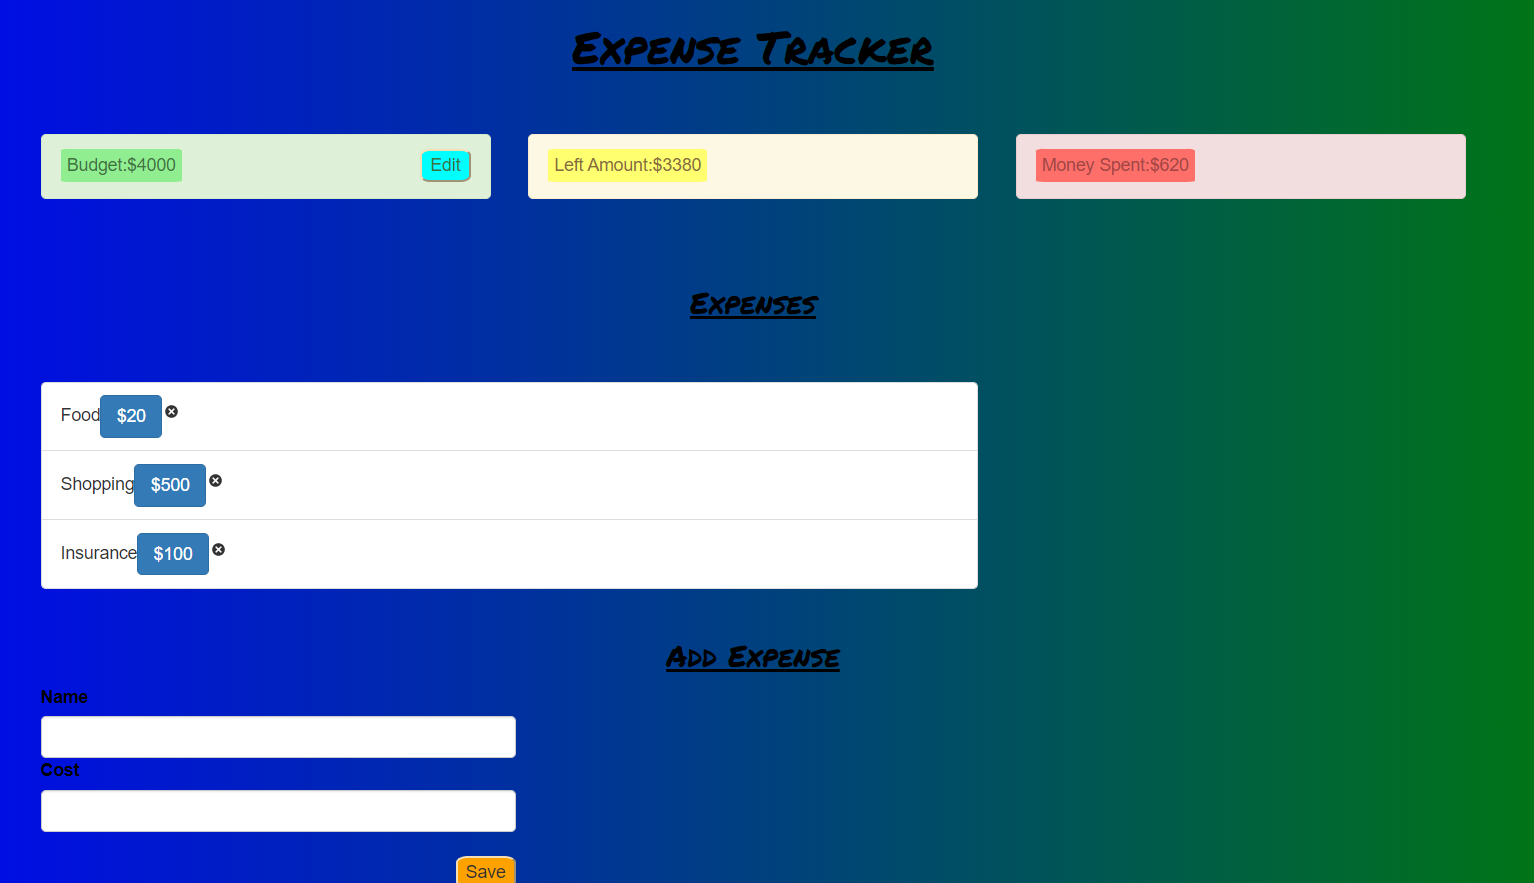 Expense Tracker
Budget:$4000 Edit Left Amount:$3380 Money Spent:$620
Expenses
Food $20
Shopping $500
Insurance $100
Add Expense
Name
Cost
Save